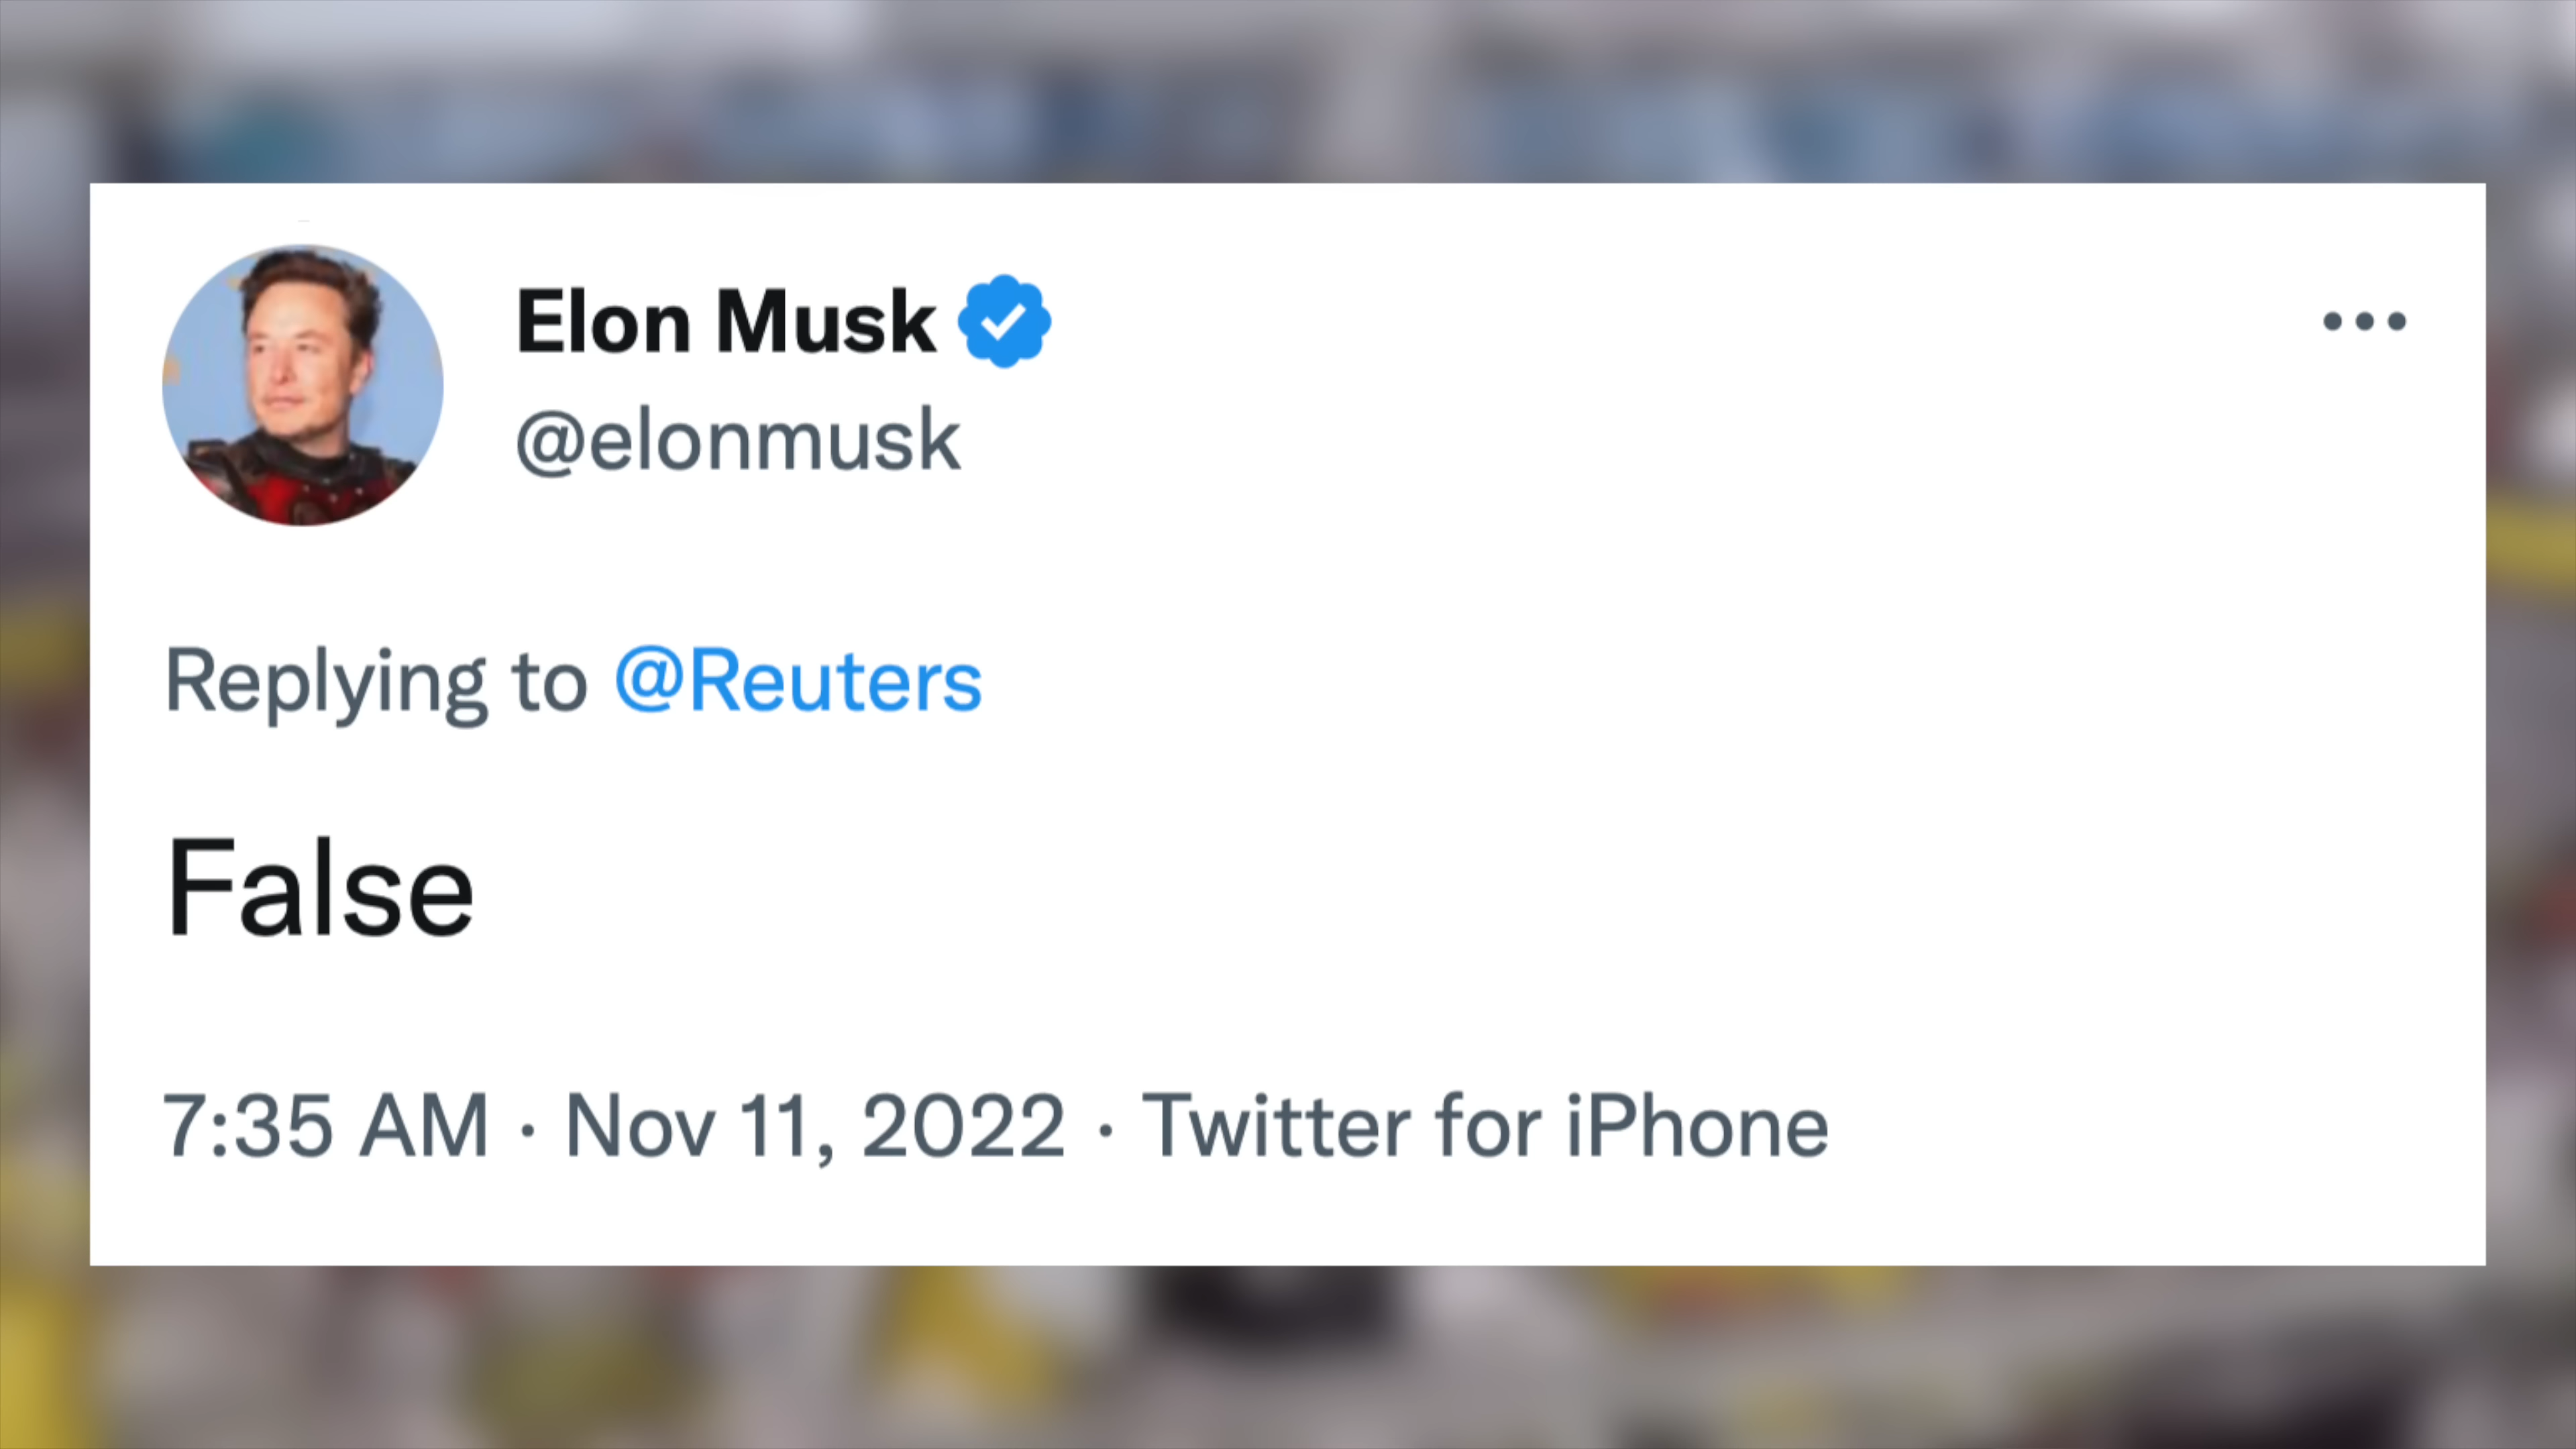 Elon Musk
@elonmusk
Replying to @Reuters
False
7:35 AM · Nov 11, 2022 · Twitter for iPhone